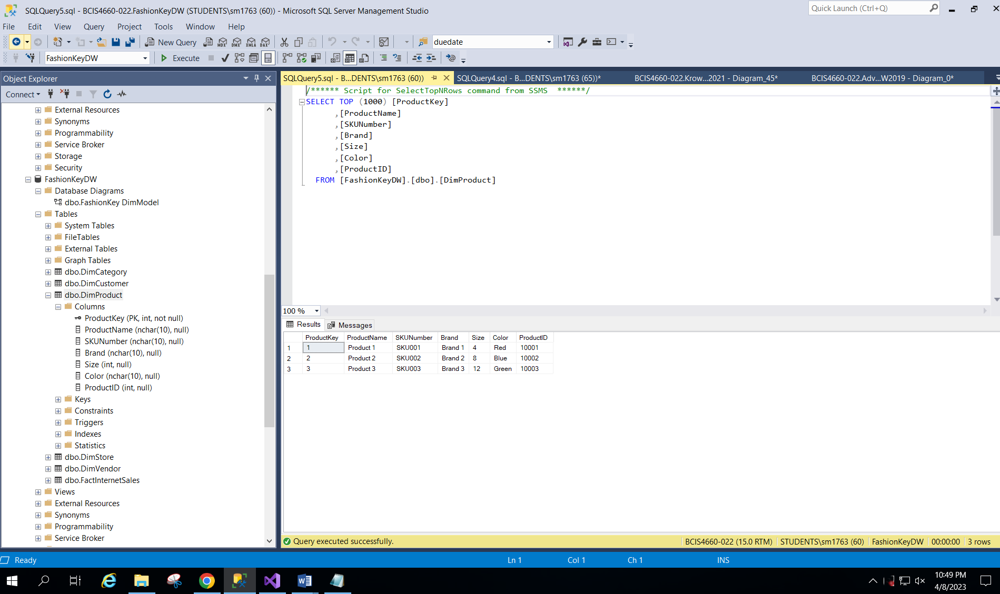 SQLQuery5.sql - BCIS4660-022.FashionKeyDW (STUDENTS\sm1763 (60)) - Microsoft SQL Server Management Studio
Quick Launch (Ctrl+Q)
File Edit View Query Project Tools Window Help
New Query MDX DMX XMLA DAX duedate
FashionKeyDW Execute
Object Explorer
Connect
External Resources
Synonyms
Programmability
Service Broker
Storage
Security
FashionKeyDW
Database Diagrams
dbo.FashionKey DimModel
Tables
System Tables
FileTables
External Tables
Graph Tables
dbo.DimCategory
dbo.DimCustomer
dbo.DimProduct
Columns
ProductKey (PK, int, not null)
ProductName (nchar(10), null)
SKUNumber (nchar(10), null)
Brand (nchar(10), null)
Size (int, null)
Color (nchar(10), null)
ProductID (int, null)
Keys
Constraints
Triggers
Indexes
Statistics
dbo.DimStore
dbo.DimVendor
dbo.FactInternetSales
Views
External Resources
Synonyms
Programmability
Service Broker
SQLQuery5.sql - B...DENTS\sm1763 (60)) SQLQuery4.sql - B...DENTS\sm1763 (65))* BCIS4660-022.Krow...2021 - Diagram_45* BCIS4660-022.Adv...W2019 - Diagram_0*
/****** Script for SelectTopNRows command from SSMS  ******/
SELECT TOP (1000) [ProductKey]
,[ProductName]
,[SKUNumber]
,[Brand]
,[Size]
,[Color]
,[ProductID]
FROM [FashionKeyDW].[dbo].[DimProduct]
100 %
Results Messages
ProductKey ProductName SKUNumber Brand Size Color ProductID
1 1 Product 1 SKU001 Brand 1 4 Red 10001
2 2 Product 2 SKU002 Brand 2 8 Blue 10002
3 3 Product 3 SKU003 Brand 3 12 Green 10003
Query executed successfully. BCIS4660-022 (15.0 RTM) STUDENTS\sm1763 (60) FashionKeyDW 00:00:00 3 rows
Ready Ln 1 Col 1 Ch 1 INS
10:49 PM
4/8/2023